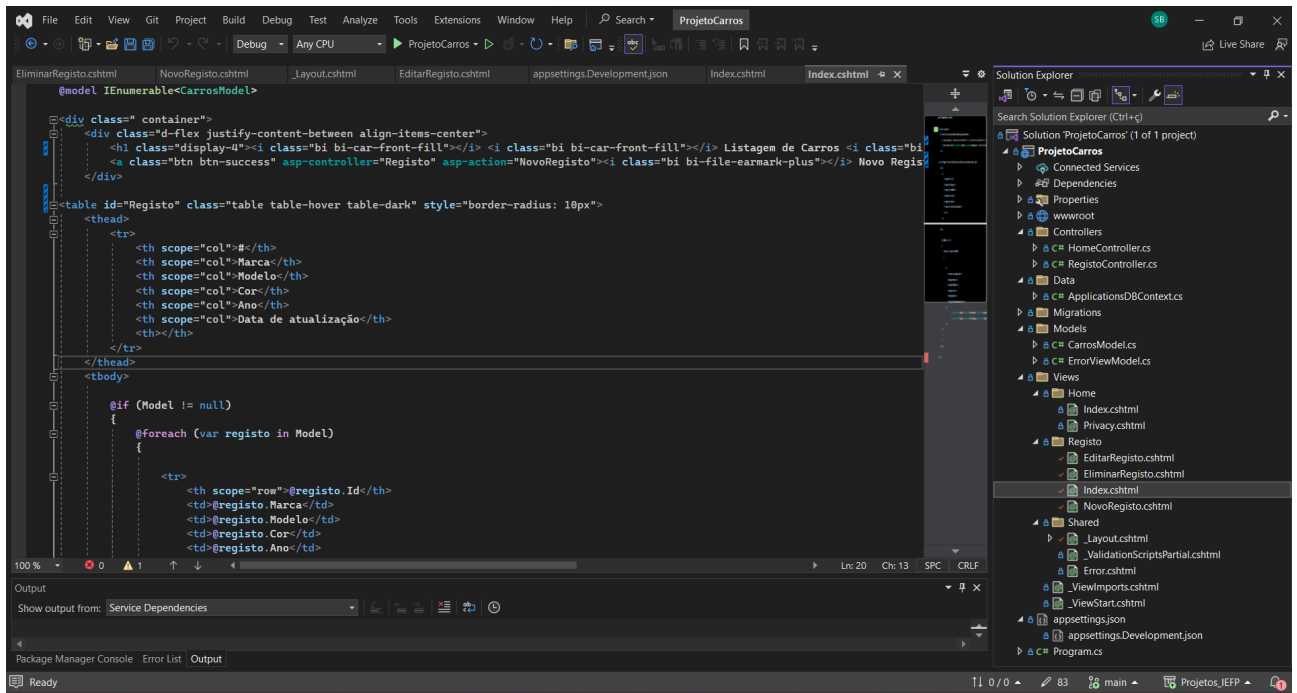 File Edit View Git Project Build Debug Test Analyze Tools Extensions Window Help Search ProjetoCarros SB
Debug Any CPU ProjetoCarros Live Share
EliminarRegisto.cshtml NovoRegisto.cshtml _Layout.cshtml EditarRegisto.cshtml appsettings.Development.json Index.cshtml Index.cshtml
@model IEnumerable<CarrosModel>
<div class=" container">
<div class="d-flex justify-content-between align-items-center">
<h1 class="display-4"><i class="bi bi-car-front-fill"></i> <i class="bi bi-car-front-fill"></i> Listagem de Carros <i class="bi
<a class="btn btn-success" asp-controller="Registo" asp-action="NovoRegisto"><i class="bi bi-file-earmark-plus"></i> Novo Regis
</div>
<table id="Registo" class="table table-hover table-dark" style="border-radius: 10px">
<thead>
<tr>
<th scope="col">#</th>
<th scope="col">Marca</th>
<th scope="col">Modelo</th>
<th scope="col">Cor</th>
<th scope="col">Ano</th>
<th scope="col">Data de atualização</th>
<th></th>
</tr>
</thead>
<tbody>
@if (Model != null)
{
@foreach (var registo in Model)
{
<tr>
<th scope="row">@registo.Id</th>
<td>@registo.Marca</td>
<td>@registo.Modelo</td>
<td>@registo.Cor</td>
<td>@registo.Ano</td>
100 % 0 1 Ln: 20 Ch: 13 SPC CRLF
Output
Show output from: Service Dependencies
Package Manager Console Error List Output
Solution Explorer
Search Solution Explorer (Ctrl+ç)
Solution 'ProjetoCarros' (1 of 1 project)
ProjetoCarros
Connected Services
Dependencies
Properties
wwwroot
Controllers
C# HomeController.cs
C# RegistoController.cs
Data
C# ApplicationsDBContext.cs
Migrations
Models
C# CarrosModel.cs
C# ErrorViewModel.cs
Views
Home
Index.cshtml
Privacy.cshtml
Registo
EditarRegisto.cshtml
EliminarRegisto.cshtml
Index.cshtml
NovoRegisto.cshtml
Shared
_Layout.cshtml
_ValidationScriptsPartial.cshtml
Error.cshtml
_ViewImports.cshtml
_ViewStart.cshtml
appsettings.json
appsettings.Development.json
C# Program.cs
Ready 0 / 0 83 main Projetos_IEFP 1